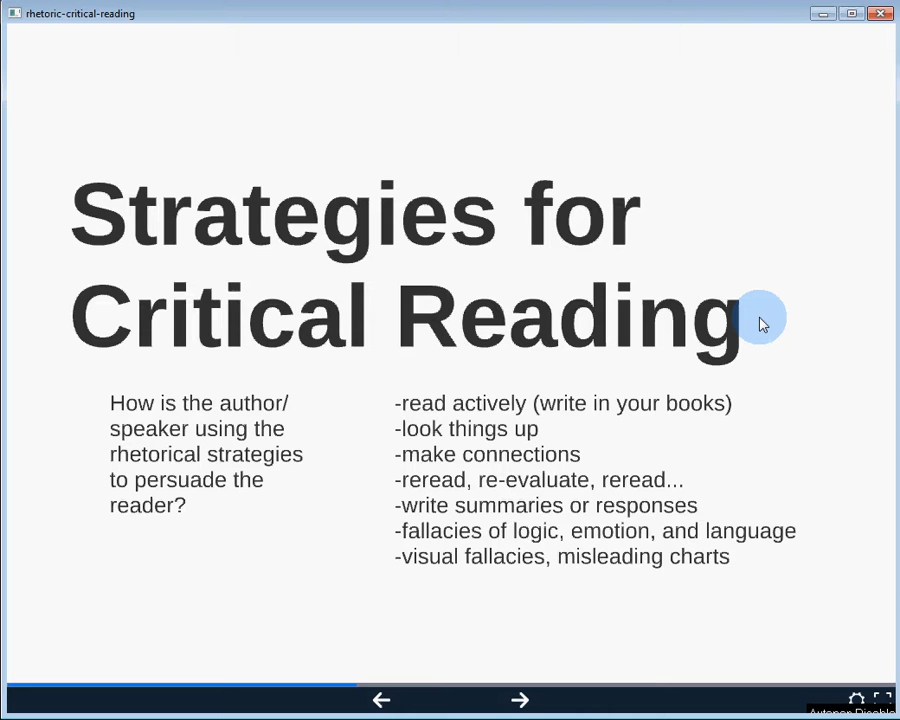 rhetoric-critical-reading
Strategies for
Critical Reading
How is the author/
speaker using the
rhetorical strategies
to persuade the
reader?
-read actively (write in your books)
-look things up
-make connections
-reread, re-evaluate, reread...
-write summaries or responses
-fallacies of logic, emotion, and language
-visual fallacies, misleading charts